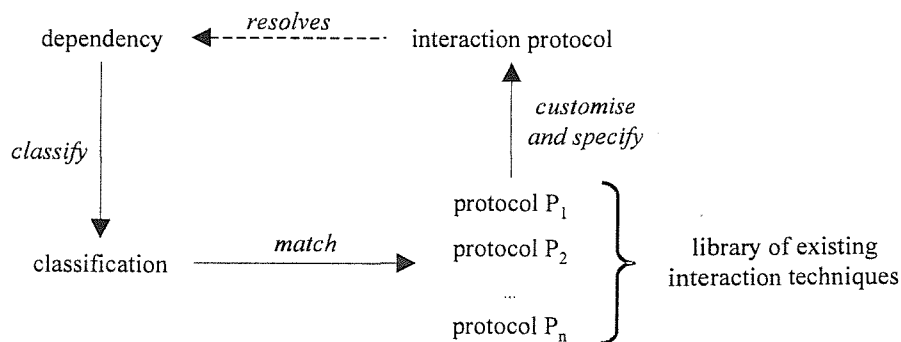 resolves
dependency
interaction protocol
customise
and specify
classify
protocol P₁
match
protocol P₂
classification
library of existing
interaction techniques
...
protocol Pₙ